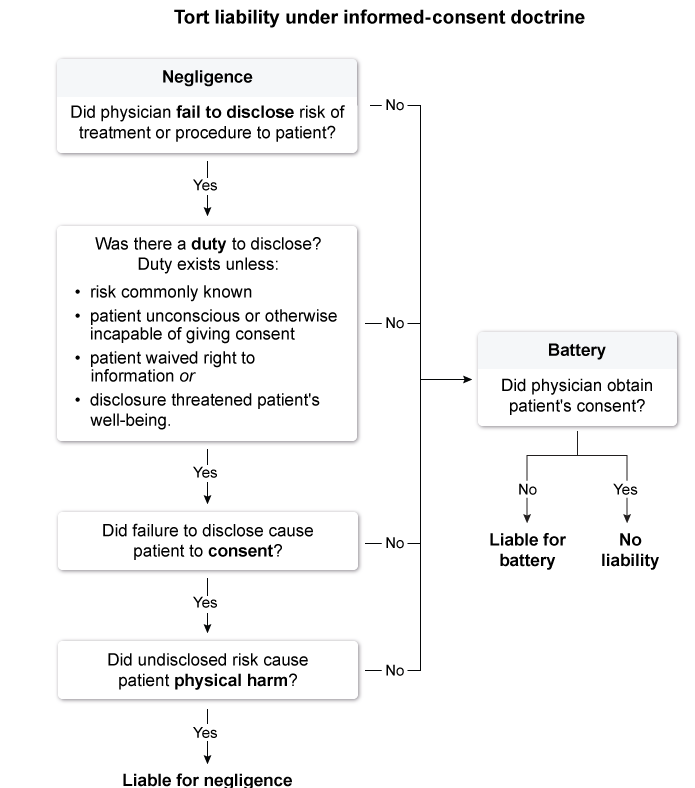 Tort liability under informed-consent doctrine
Negligence
Did physician fail to disclose risk of
treatment or procedure to patient?
No
Yes
Was there a duty to disclose?
Duty exists unless:
• risk commonly known
• patient unconscious or otherwise
incapable of giving consent
• patient waived right to
information or
• disclosure threatened patient's
well-being.
No
Yes
Did failure to disclose cause
patient to consent?
No
Yes
Did undisclosed risk cause
patient physical harm?
No
Yes
Liable for negligence
Battery
Did physician obtain
patient's consent?
No
Yes
Liable for
battery
No
liability